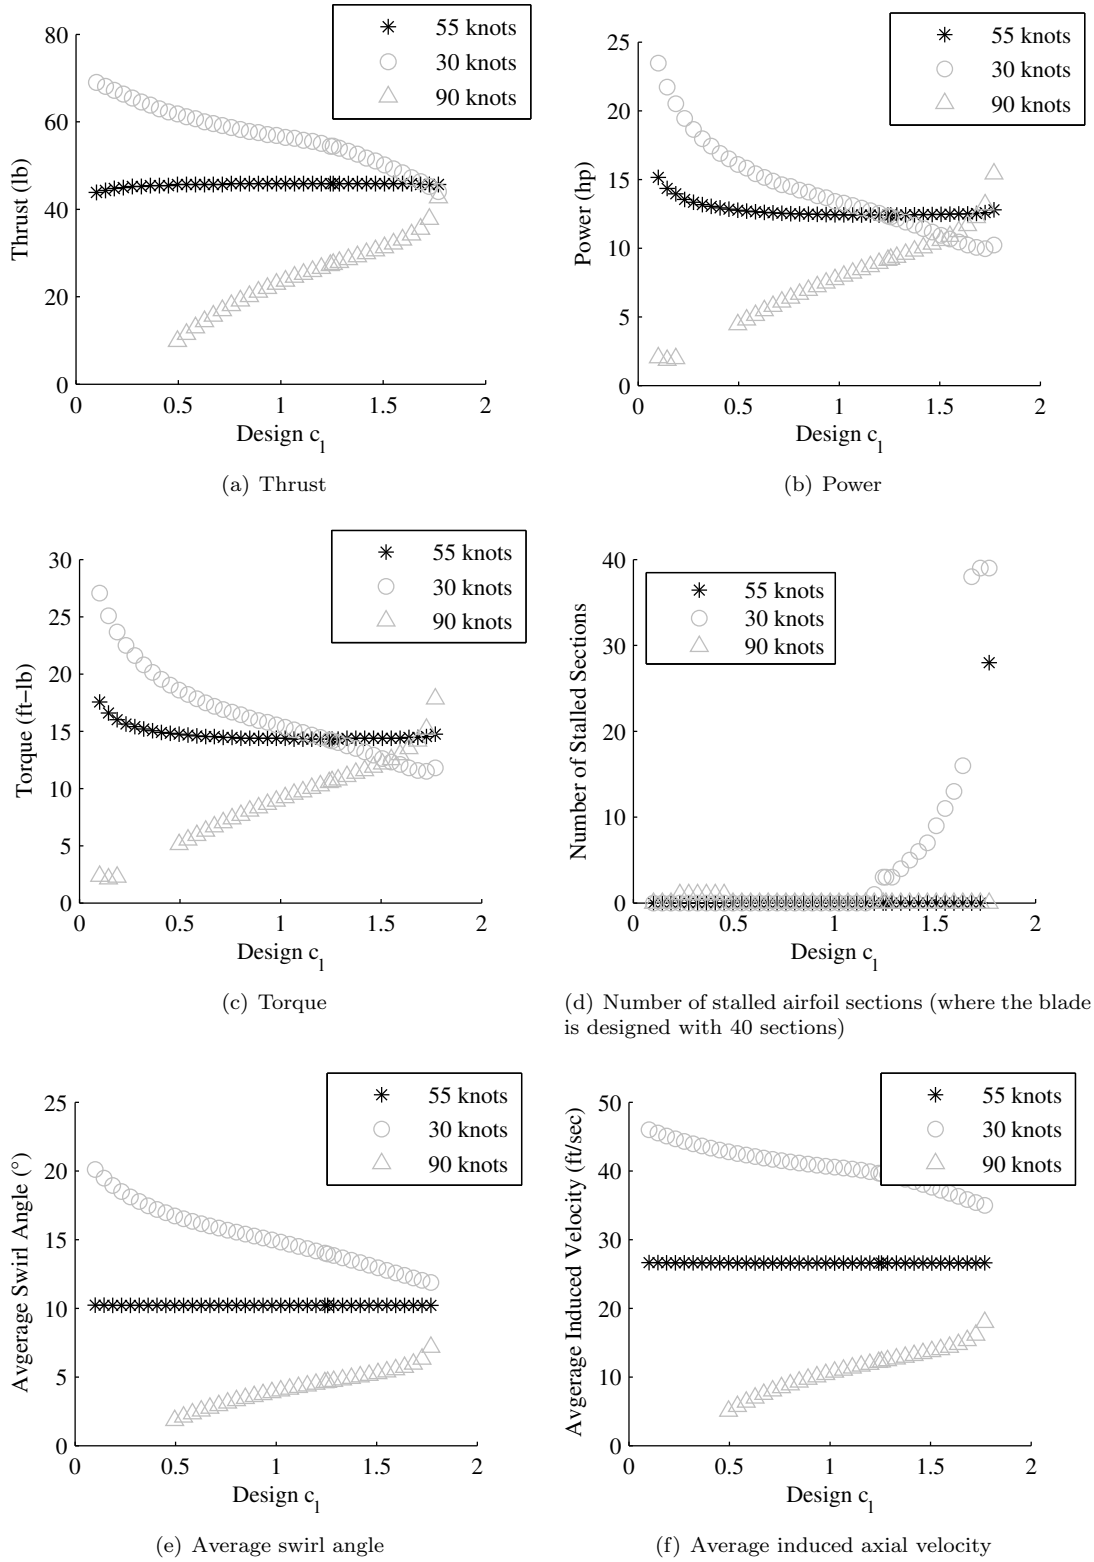 80
60
40
20
0
0
0.5
1
1.5
2
Thrust (lb)
Design c_l
55 knots
30 knots
90 knots
(a) Thrust
25
20
15
10
5
0
0
0.5
1
1.5
2
Power (hp)
Design c_l
55 knots
30 knots
90 knots
(b) Power
30
25
20
15
10
5
0
0
0.5
1
1.5
2
Torque (ft−lb)
Design c_l
55 knots
30 knots
90 knots
(c) Torque
40
30
20
10
0
0
0.5
1
1.5
2
Number of Stalled Sections
Design c_l
55 knots
30 knots
90 knots
(d) Number of stalled airfoil sections (where the blade
is designed with 40 sections)
25
20
15
10
5
0
0
0.5
1
1.5
2
Avgerage Swirl Angle (°)
Design c_l
55 knots
30 knots
90 knots
(e) Average swirl angle
50
40
30
20
10
0
0
0.5
1
1.5
2
Avgerage Induced Velocity (ft/sec)
Design c_l
55 knots
30 knots
90 knots
(f) Average induced axial velocity